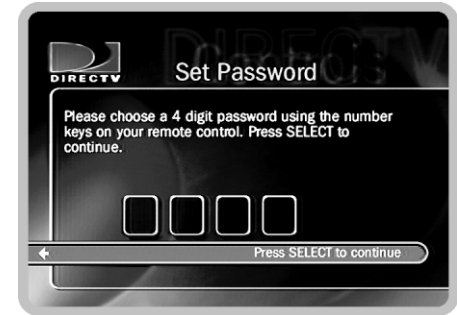 DIRECTV
Set Password
Please choose a 4 digit password using the number
keys on your remote control. Press SELECT to
continue.
Press SELECT to continue